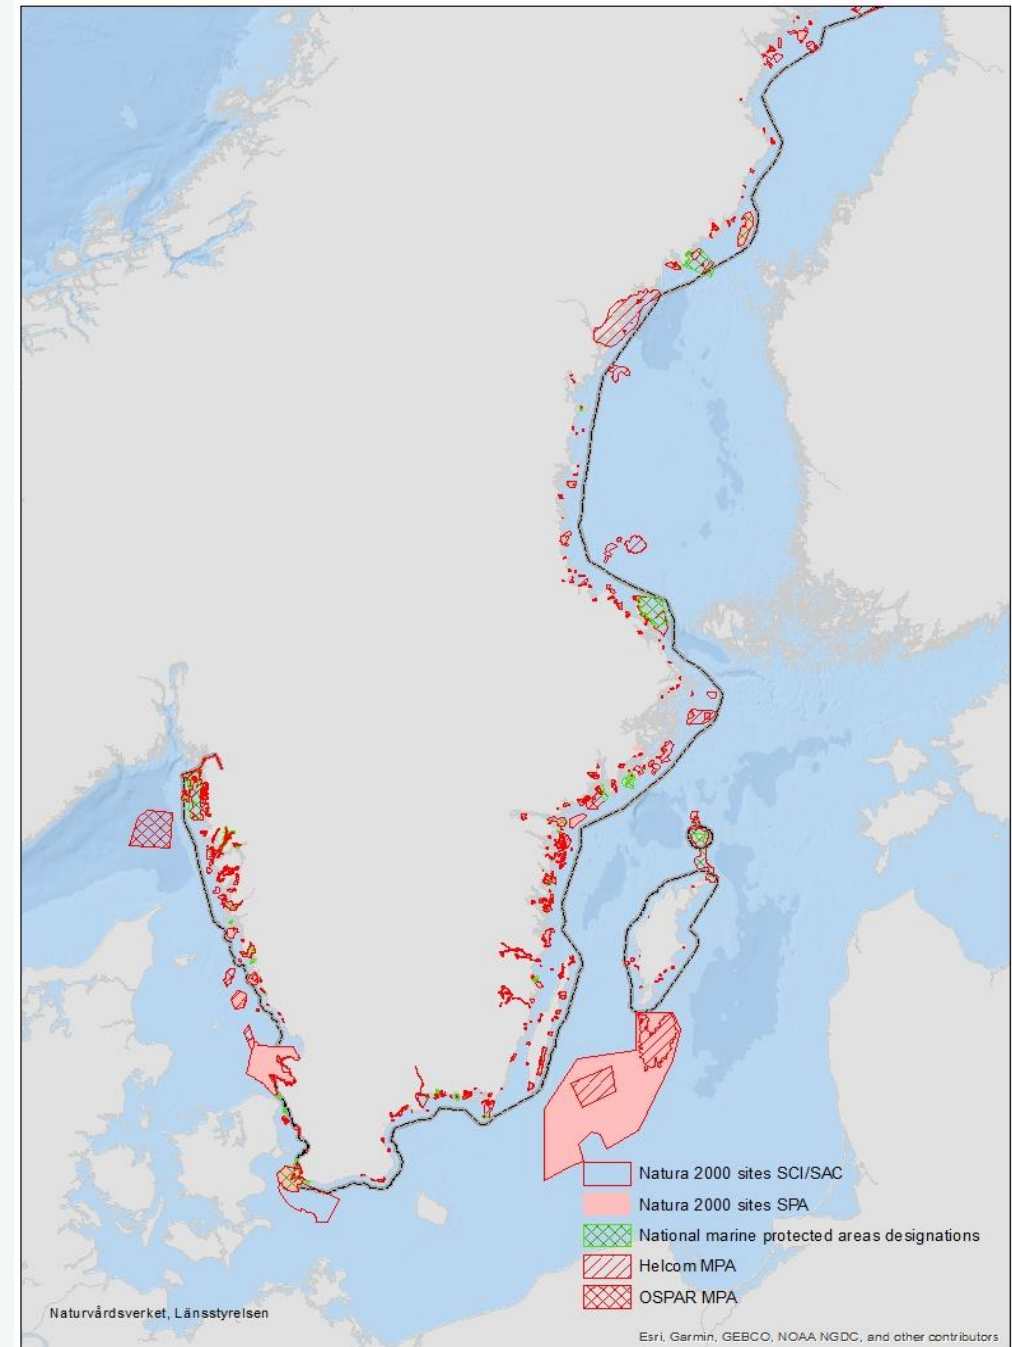 Natura 2000 sites SCI/SAC
Natura 2000 sites SPA
National marine protected areas designations
Helcom MPA
OSPAR MPA
Naturvårdsverket, Länsstyrelsen
Esri, Garmin, GEBCO, NOAA NGDC, and other contributors